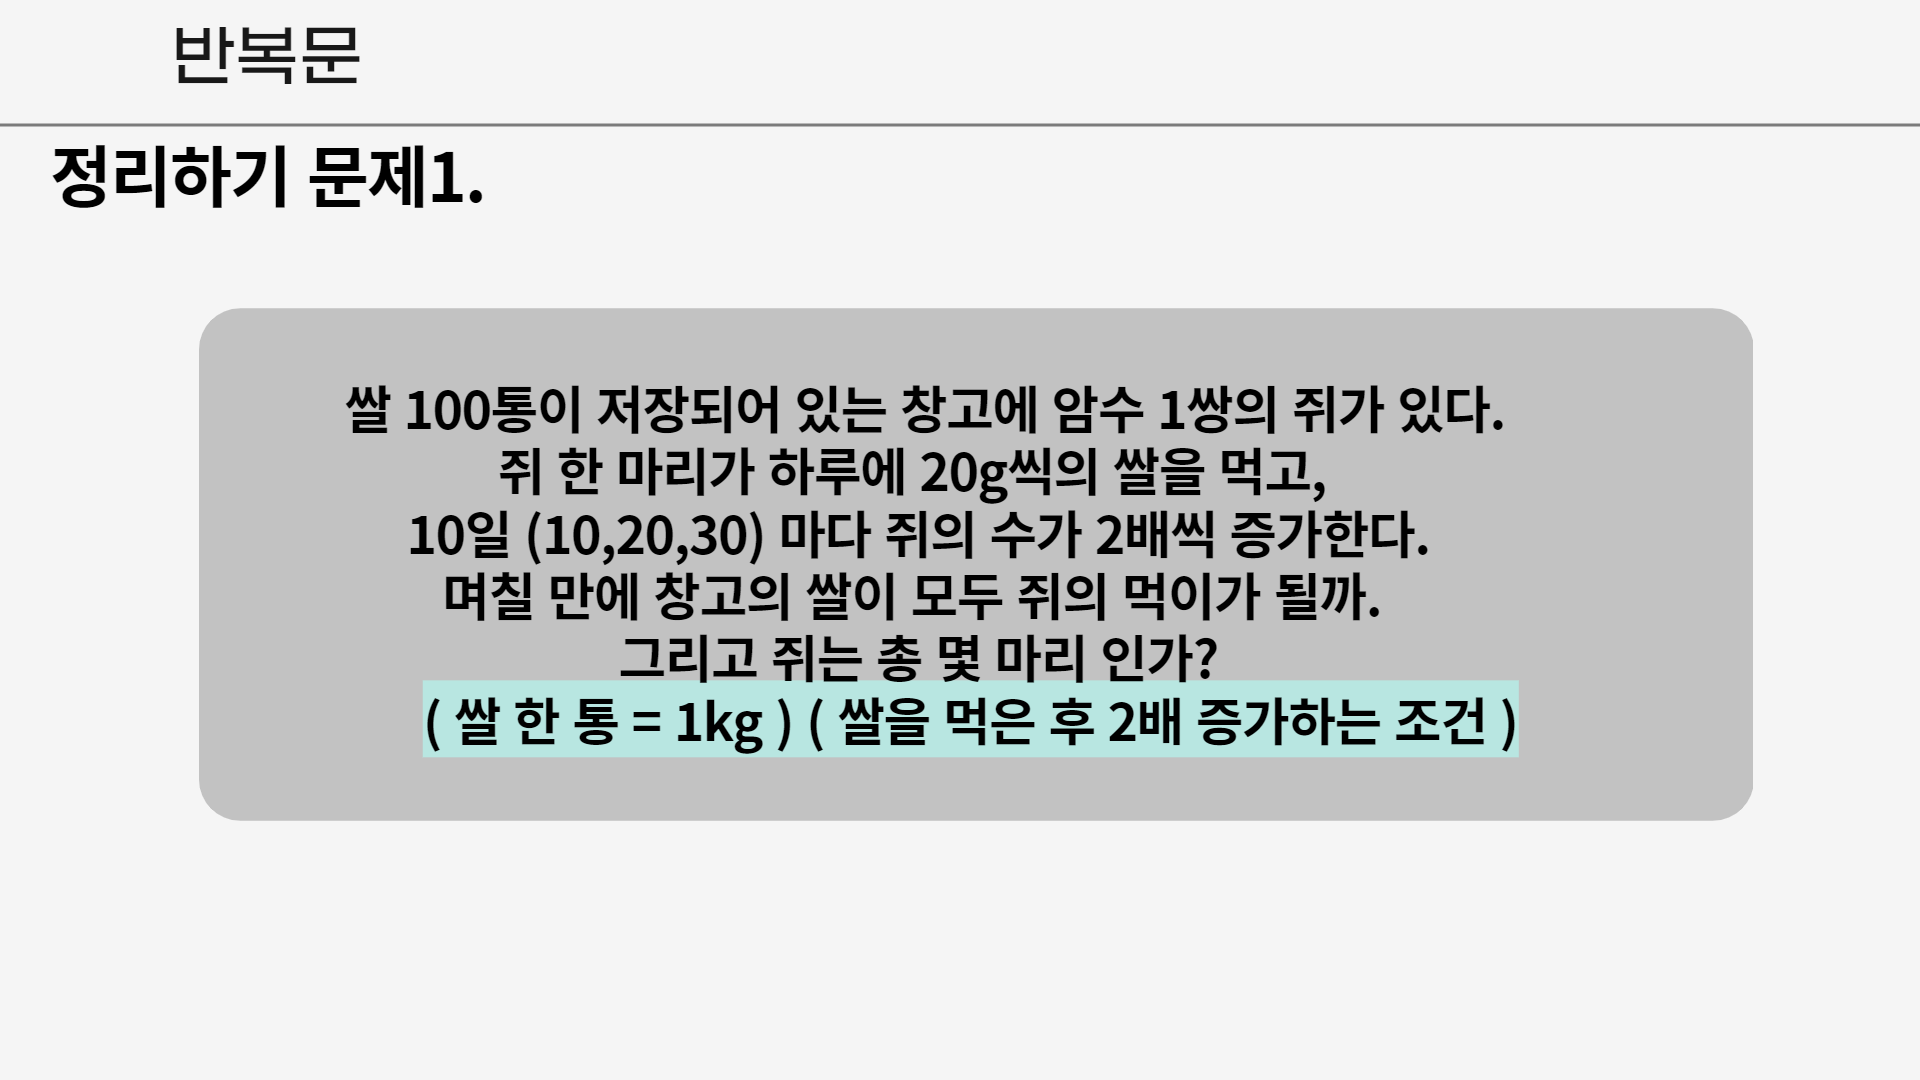 반복문
정리하기 문제1.
쌀 100통이 저장되어 있는 창고에 암수 1쌍의 쥐가 있다.
쥐 한 마리가 하루에 20g씩의 쌀을 먹고,
10일 (10,20,30) 마다 쥐의 수가 2배씩 증가한다.
며칠 만에 창고의 쌀이 모두 쥐의 먹이가 될까.
그리고 쥐는 총 몇 마리 인가?
( 쌀 한 통 = 1kg ) ( 쌀을 먹은 후 2배 증가하는 조건 )